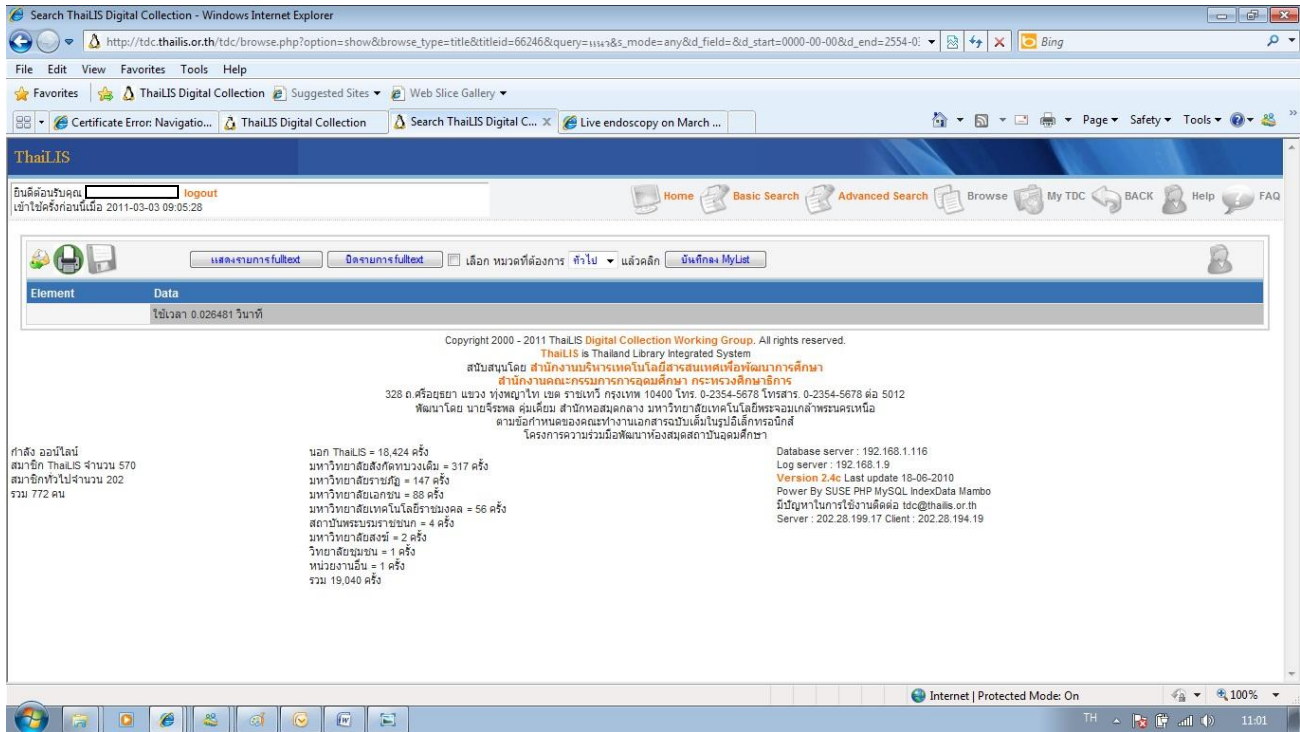 Search ThaiLIS Digital Collection - Windows Internet Explorer
http://tdc.thailis.or.th/tdc/browse.php?option=show&browse_type=title&titleid=66246&query=แหนว&s_mode=any&d_field=&d_start=0000-00-00&d_end=2554-0
Bing
File Edit View Favorites Tools Help
Favorites ThaiLIS Digital Collection Suggested Sites Web Slice Gallery
Certificate Error: Navigatio... ThaiLIS Digital Collection Search ThaiLIS Digital C... X Live endoscopy on March ... Page Safety Tools
ThaiLIS
ยินดีต้อนรับคุณ logout
เข้าใช้ครั้งก่อนนี้เมื่อ 2011-03-03 09:05:28
Home Basic Search Advanced Search Browse My TDC BACK Help FAQ
แสดงรายการ fulltext ปิดรายการ fulltext เลือก หมวดที่ต้องการ ทั่วไป แล้วคลิก บันทึกลง MyList
Element Data
ใช้เวลา 0.026481 วินาที
Copyright 2000 - 2011 ThaiLIS Digital Collection Working Group. All rights reserved.
ThaiLIS is Thailand Library Integrated System
สนับสนุนโดย สำนักงานบริหารเทคโนโลยีสารสนเทศเพื่อพัฒนาการศึกษา
สำนักงานคณะกรรมการการอุดมศึกษา กระทรวงศึกษาธิการ
328 ถ.ศรีอยุธยา แขวง ทุ่งพญาไท เขต ราชเทวี กรุงเทพ 10400 โทร. 0-2354-5678 โทรสาร. 0-2354-5678 ต่อ 5012
พัฒนาโดย นายจีระพล คุ่มเคี่ยม สำนักหอสมุดกลาง มหาวิทยาลัยเทคโนโลยีพระจอมเกล้าพระนครเหนือ
ตามข้อกำหนดของคณะทำงานเอกสารฉบับเต็มในรูปอิเล็กทรอนิกส์
โครงการความร่วมมือพัฒนาห้องสมุดสถาบันอุดมศึกษา
กำลัง ออนไลน์
สมาชิก ThaiLIS จำนวน 570
สมาชิกทั่วไปจำนวน 202
รวม 772 คน
นอก ThaiLIS = 18,424 ครั้ง
มหาวิทยาลัยสังกัดทบวงเดิม = 317 ครั้ง
มหาวิทยาลัยราชภัฏ = 147 ครั้ง
มหาวิทยาลัยเอกชน = 88 ครั้ง
มหาวิทยาลัยเทคโนโลยีราชมงคล = 56 ครั้ง
สถาบันพระบรมราชชนก = 4 ครั้ง
มหาวิทยาลัยสงฆ์ = 2 ครั้ง
วิทยาลัยชุมชน = 1 ครั้ง
หน่วยงานอื่น = 1 ครั้ง
รวม 19,040 ครั้ง
Database server : 192.168.1.116
Log server : 192.168.1.9
Version 2.4c Last update 18-06-2010
Power By SUSE PHP MySQL IndexData Mambo
มีปัญหาในการใช้งานติดต่อ tdc@thailis.or.th
Server : 202.28.199.17 Client : 202.28.194.19
Internet | Protected Mode: On 100%
TH 11:01